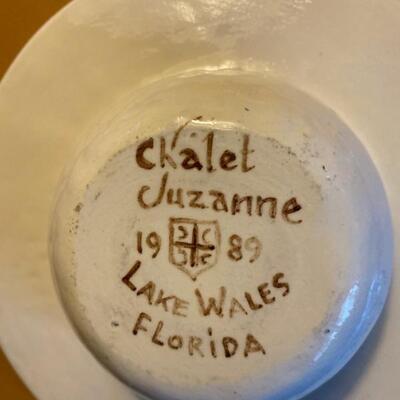 Chalet
Suzanne
19 89
LAKE WALES
FLORIDA